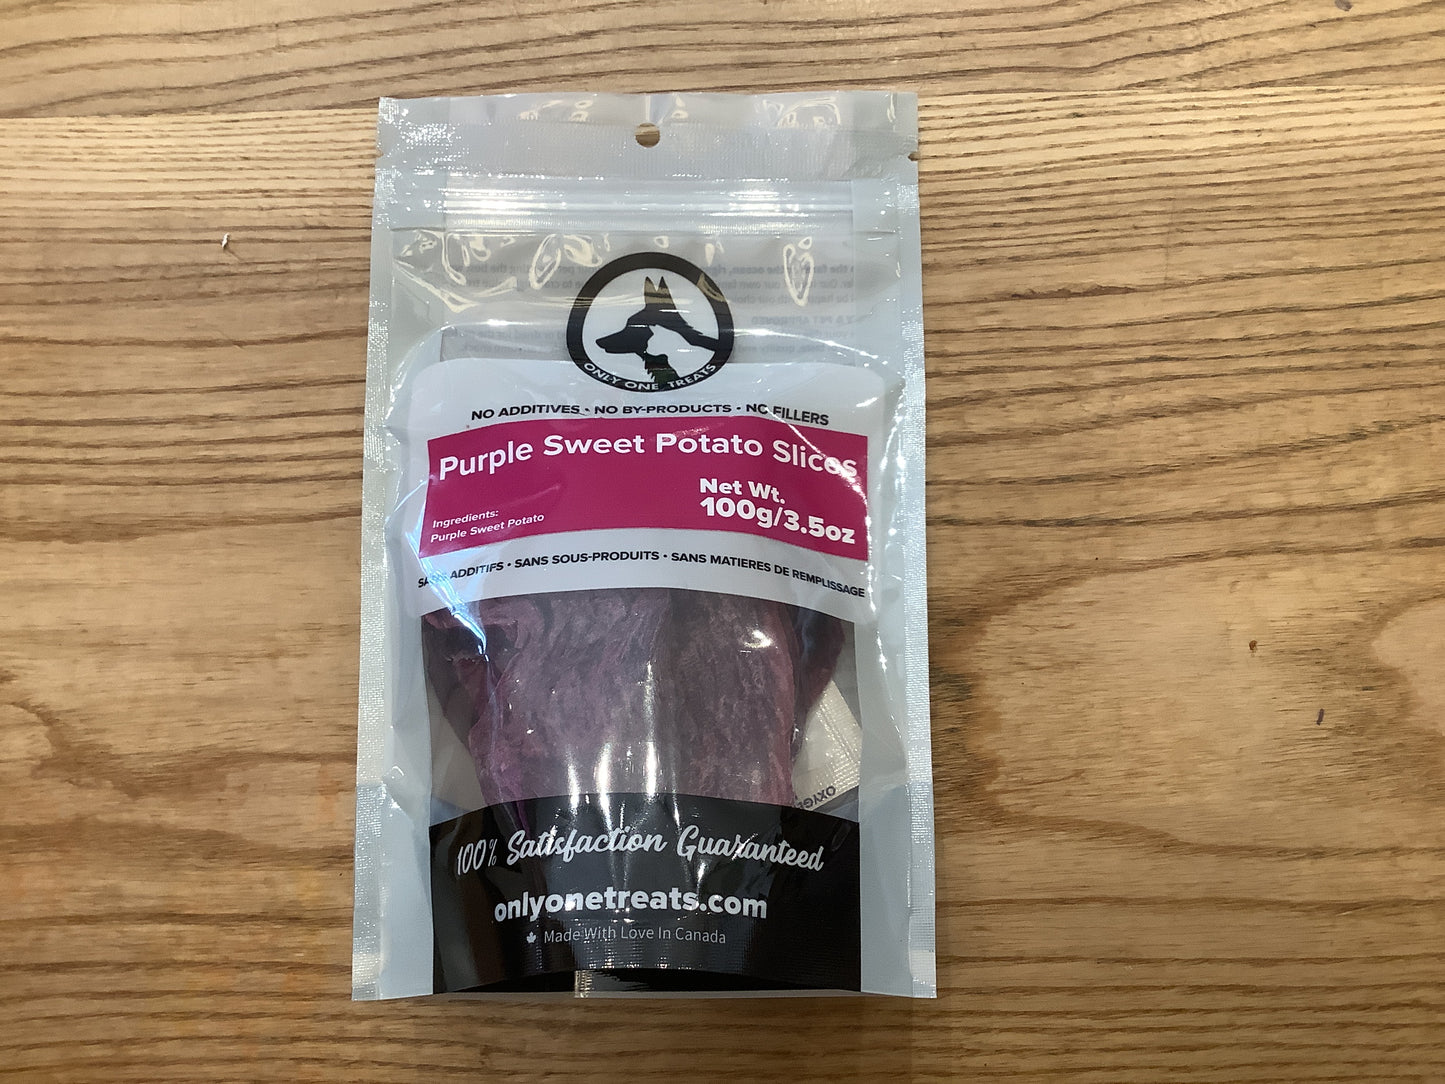 ONLY ONE TREATS
NO ADDITIVES • NO BY-PRODUCTS • NO FILLERS
Purple Sweet Potato Slices
Net Wt.
100g/3.5oz
Ingredients:
Purple Sweet Potato
SANS ADDITIFS • SANS SOUS-PRODUITS • SANS MATIERES DE REMPLISSAGE
100% Satisfaction Guaranteed
onlyonetreats.com
Made With Love In Canada